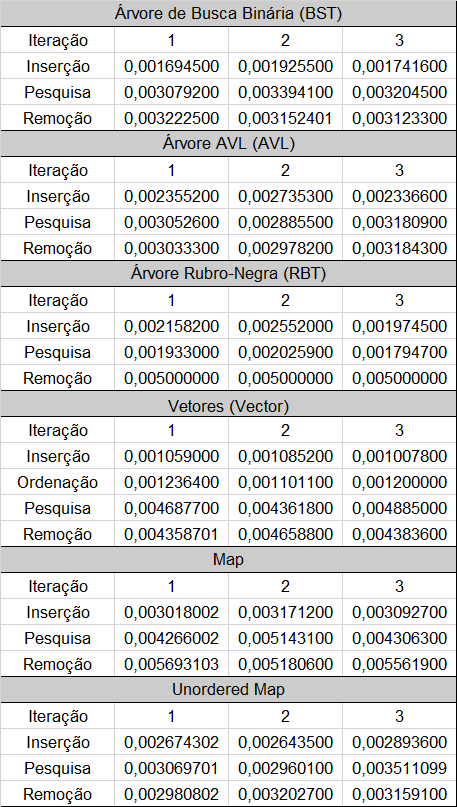 Árvore de Busca Binária (BST)
Iteração 1 2 3
Inserção 0,001694500 0,001925500 0,001741600
Pesquisa 0,003079200 0,003394100 0,003204500
Remoção 0,003222500 0,003152401 0,003123300
Árvore AVL (AVL)
Iteração 1 2 3
Inserção 0,002355200 0,002735300 0,002336600
Pesquisa 0,003052600 0,002885500 0,003180900
Remoção 0,003033300 0,002978200 0,003184300
Árvore Rubro-Negra (RBT)
Iteração 1 2 3
Inserção 0,002158200 0,002552000 0,001974500
Pesquisa 0,001933000 0,002025900 0,001794700
Remoção 0,005000000 0,005000000 0,005000000
Vetores (Vector)
Iteração 1 2 3
Inserção 0,001059000 0,001085200 0,001007800
Ordenação 0,001236400 0,001101100 0,001200000
Pesquisa 0,004687700 0,004361800 0,004885000
Remoção 0,004358701 0,004658800 0,004383600
Map
Iteração 1 2 3
Inserção 0,003018002 0,003171200 0,003092700
Pesquisa 0,004266002 0,005143100 0,004306300
Remoção 0,005693103 0,005180600 0,005561900
Unordered Map
Iteração 1 2 3
Inserção 0,002674302 0,002643500 0,002893600
Pesquisa 0,003069701 0,002960100 0,003511099
Remoção 0,002980802 0,003202700 0,003159100